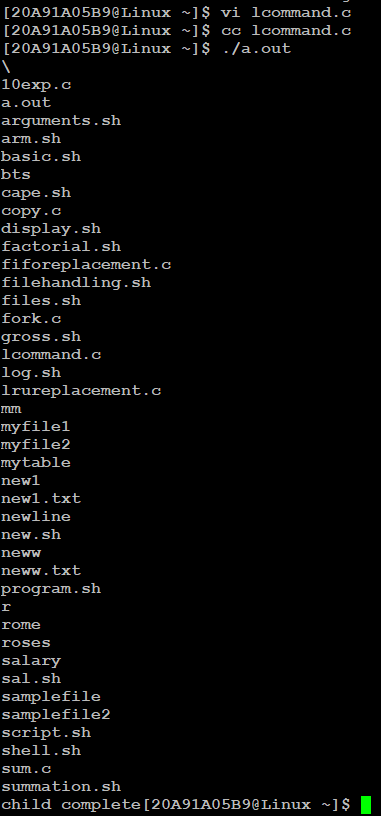 [20A91A05B9@Linux ~]$ vi lcommand.c
[20A91A05B9@Linux ~]$ cc lcommand.c
[20A91A05B9@Linux ~]$ ./a.out
\
10exp.c
a.out
arguments.sh
arm.sh
basic.sh
bts
cape.sh
copy.c
display.sh
factorial.sh
fiforeplacement.c
filehandling.sh
files.sh
fork.c
gross.sh
lcommand.c
log.sh
lrureplacement.c
mm
myfile1
myfile2
mytable
new1
new1.txt
newline
new.sh
neww
neww.txt
program.sh
r
rome
roses
salary
sal.sh
samplefile
samplefile2
script.sh
shell.sh
sum.c
summation.sh
child complete[20A91A05B9@Linux ~]$